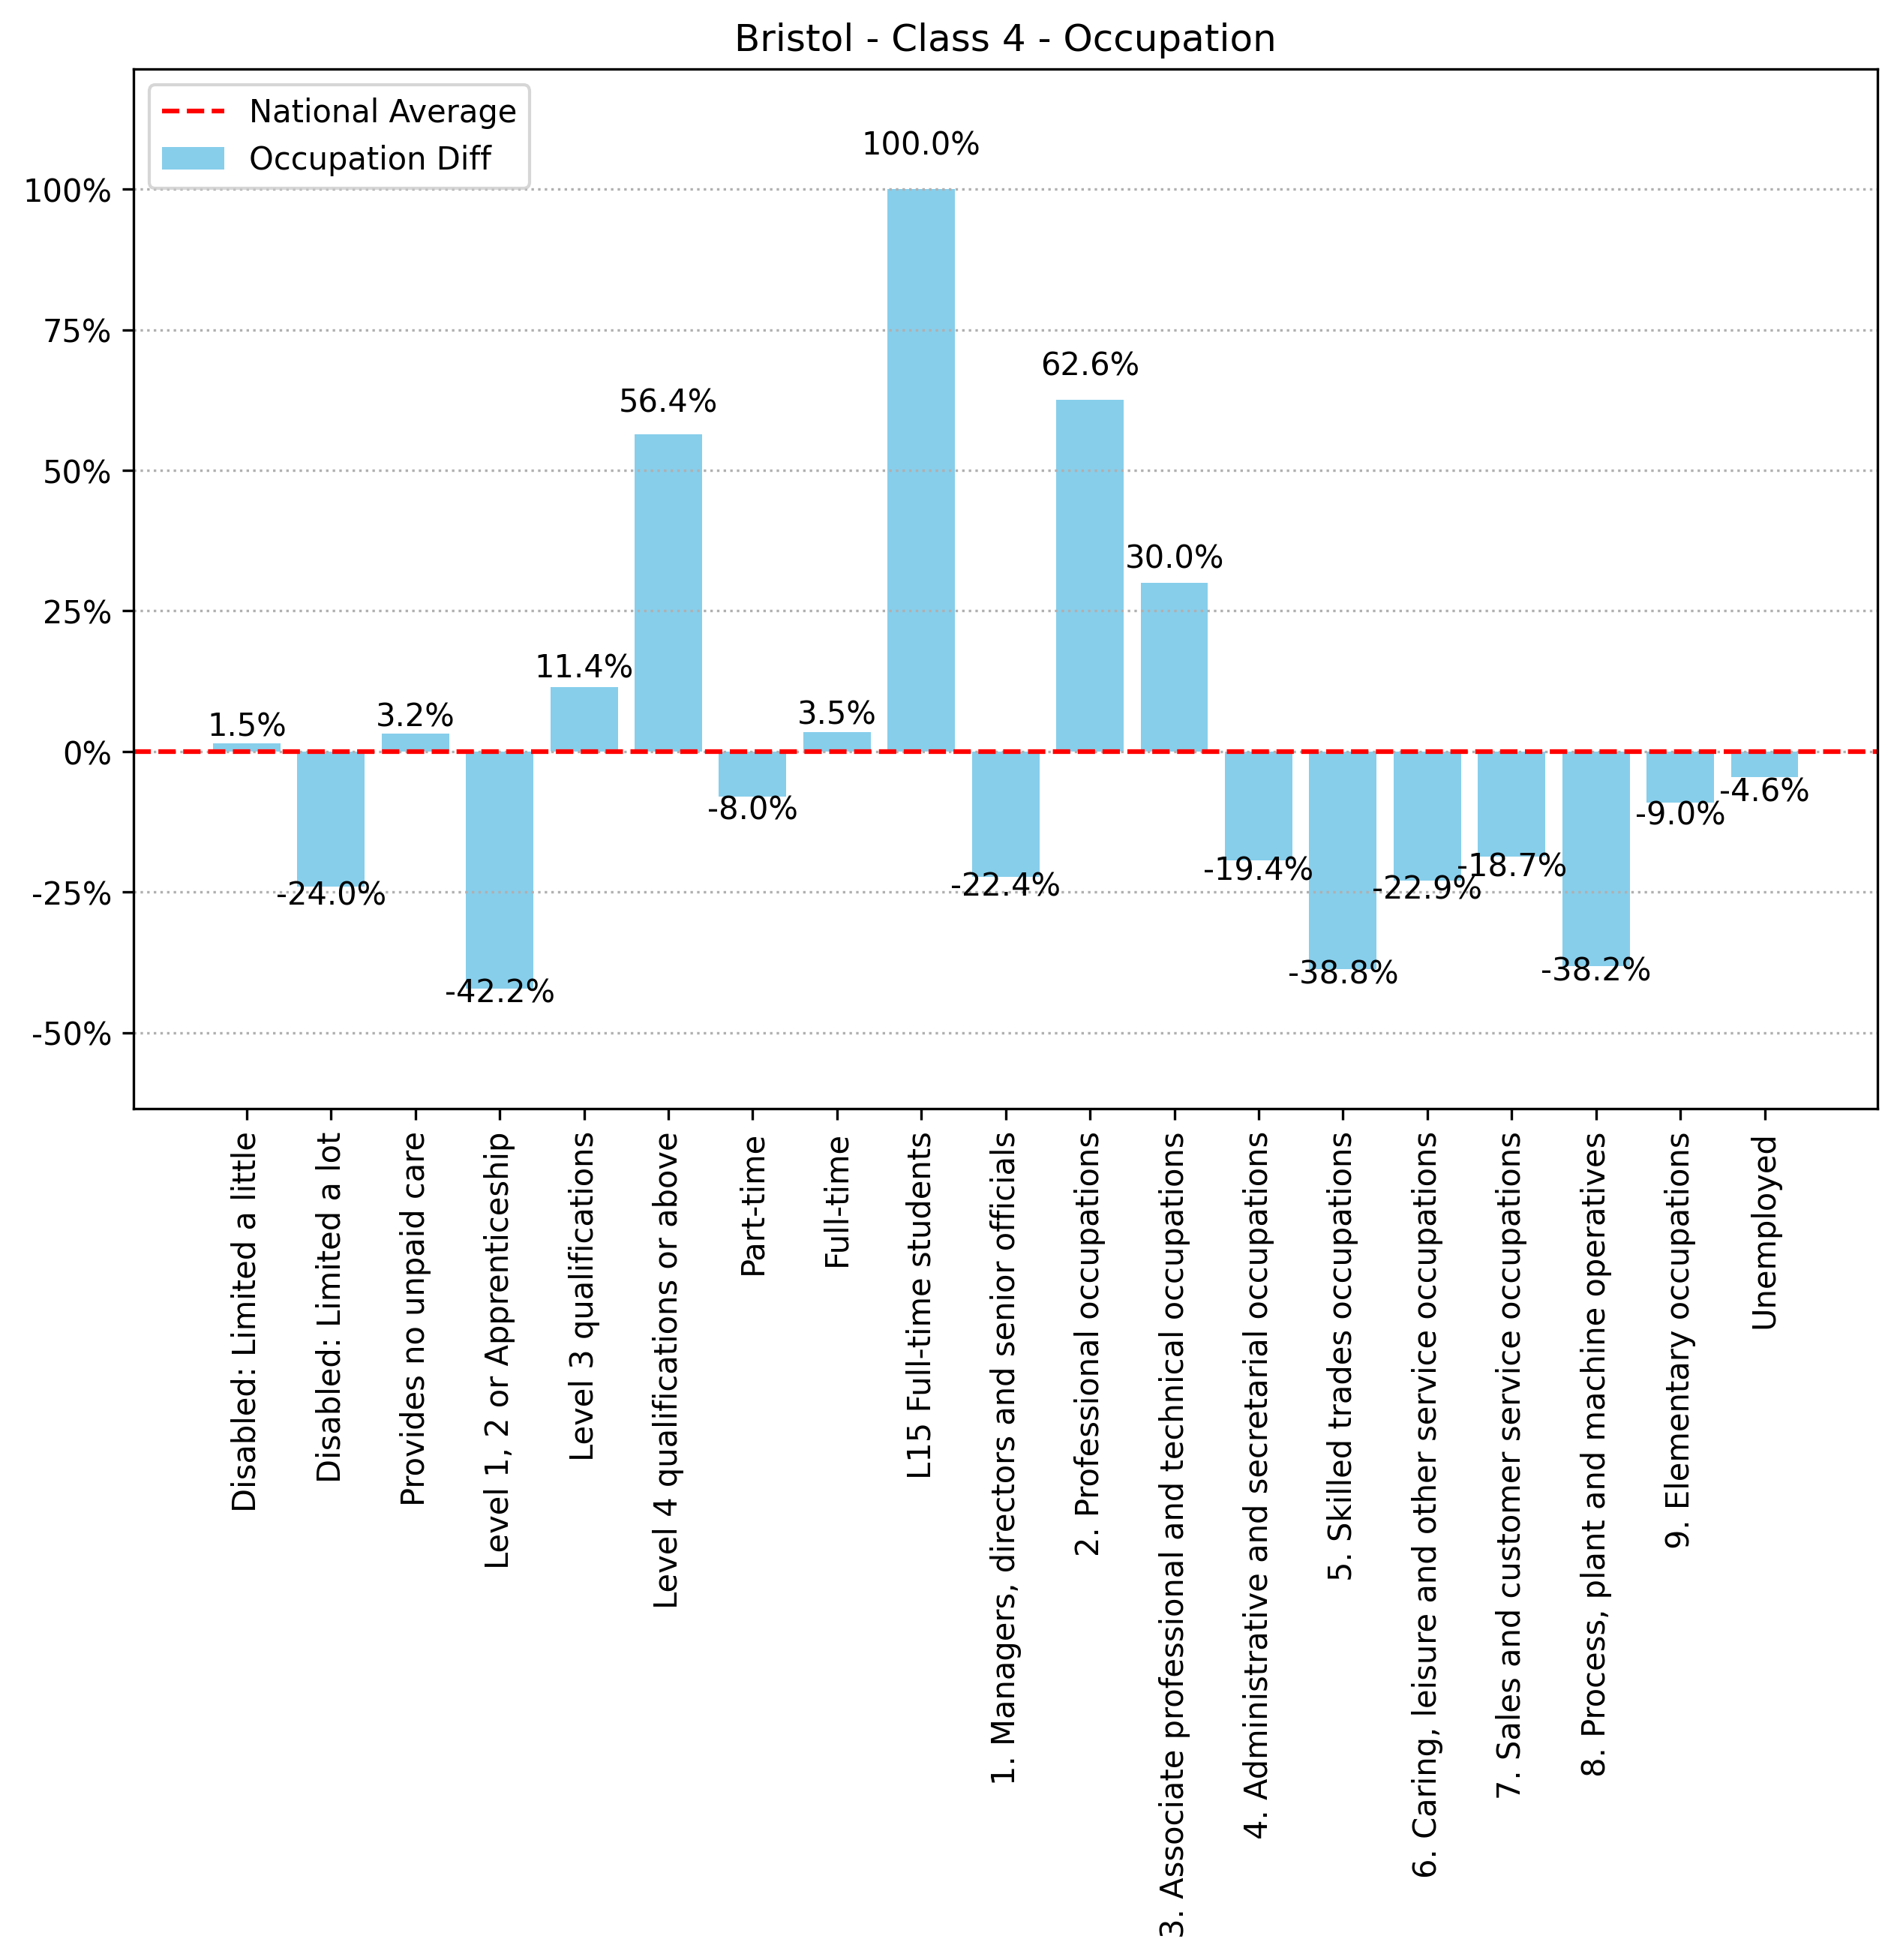 Bristol - Class 4 - Occupation
National Average
Occupation Diff
100%
75%
50%
25%
0%
-25%
-50%
1.5%
-24.0%
3.2%
-42.2%
11.4%
56.4%
-8.0%
3.5%
100.0%
-22.4%
62.6%
30.0%
-19.4%
-38.8%
-22.9%
-18.7%
-38.2%
-9.0%
-4.6%
Disabled: Limited a little
Disabled: Limited a lot
Provides no unpaid care
Level 1, 2 or Apprenticeship
Level 3 qualifications
Level 4 qualifications or above
Part-time
Full-time
L15 Full-time students
1. Managers, directors and senior officials
2. Professional occupations
3. Associate professional and technical occupations
4. Administrative and secretarial occupations
5. Skilled trades occupations
6. Caring, leisure and other service occupations
7. Sales and customer service occupations
8. Process, plant and machine operatives
9. Elementary occupations
Unemployed